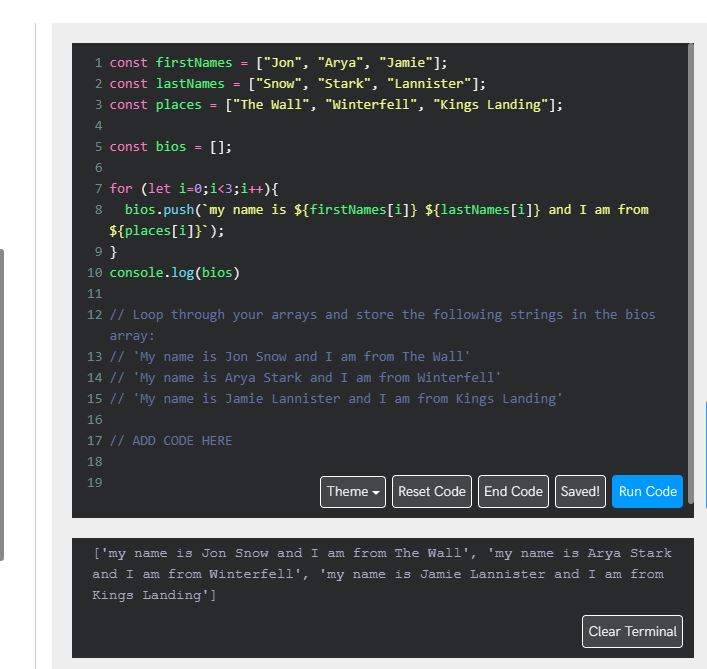 1 const firstNames = ["Jon", "Arya", "Jamie"];
2 const lastNames = ["Snow", "Stark", "Lannister"];
3 const places = ["The Wall", "Winterfell", "Kings Landing"];
4
5 const bios = [];
6
7 for (let i=0;i<3;i++){
8   bios.push(`my name is ${firstNames[i]} ${lastNames[i]} and I am from
${places[i]}`);
9 }
10 console.log(bios)
11
12 // Loop through your arrays and store the following strings in the bios
array:
13 // 'My name is Jon Snow and I am from The Wall'
14 // 'My name is Arya Stark and I am from Winterfell'
15 // 'My name is Jamie Lannister and I am from Kings Landing'
16
17 // ADD CODE HERE
18
19
Theme Reset Code End Code Saved! Run Code
['my name is Jon Snow and I am from The Wall', 'my name is Arya Stark
and I am from Winterfell', 'my name is Jamie Lannister and I am from
Kings Landing']
Clear Terminal